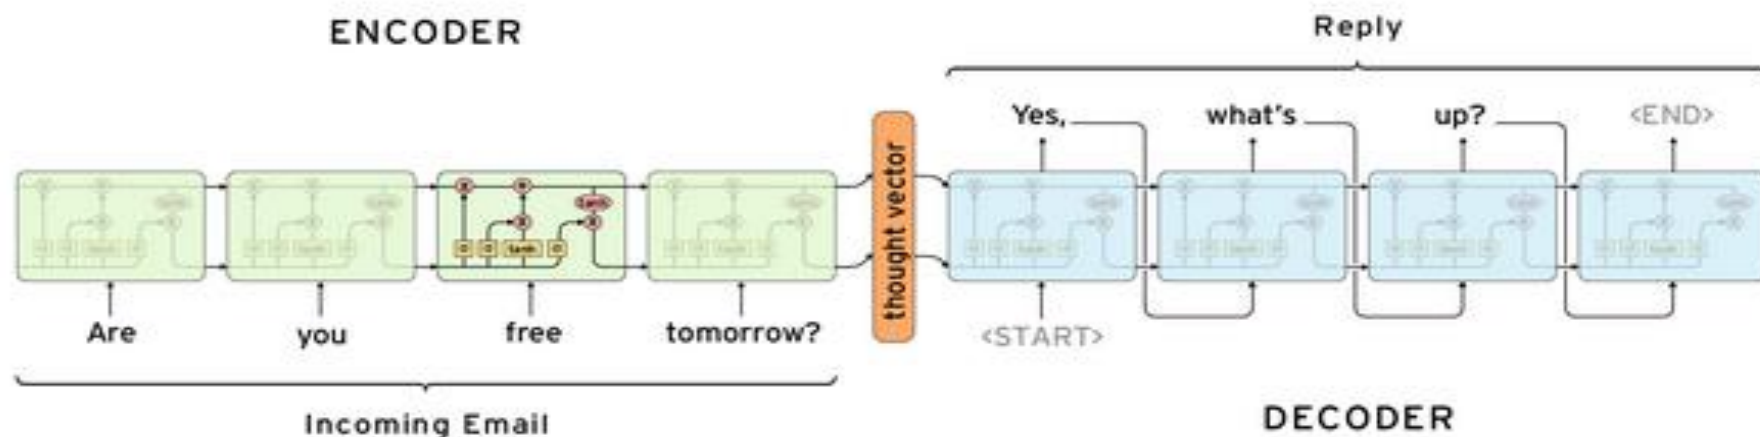 ENCODER
Reply
Yes, what's up? <END>
thought vector
Are you free tomorrow?
<START>
Incoming Email
DECODER